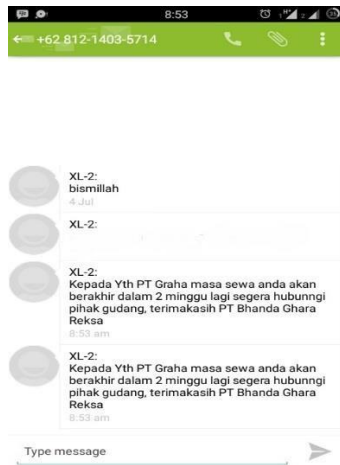 8:53
+62 812-1403-5714
XL-2:
bismillah
4 Jul
XL-2:
XL-2:
Kepada Yth PT Graha masa sewa anda akan
berakhir dalam 2 minggu lagi segera hubunngi
pihak gudang, terimakasih PT Bhanda Ghara
Reksa
8:53 am
XL-2:
Kepada Yth PT Graha masa sewa anda akan
berakhir dalam 2 minggu lagi segera hubunngi
pihak gudang, terimakasih PT Bhanda Ghara
Reksa
8:53 am
Type message